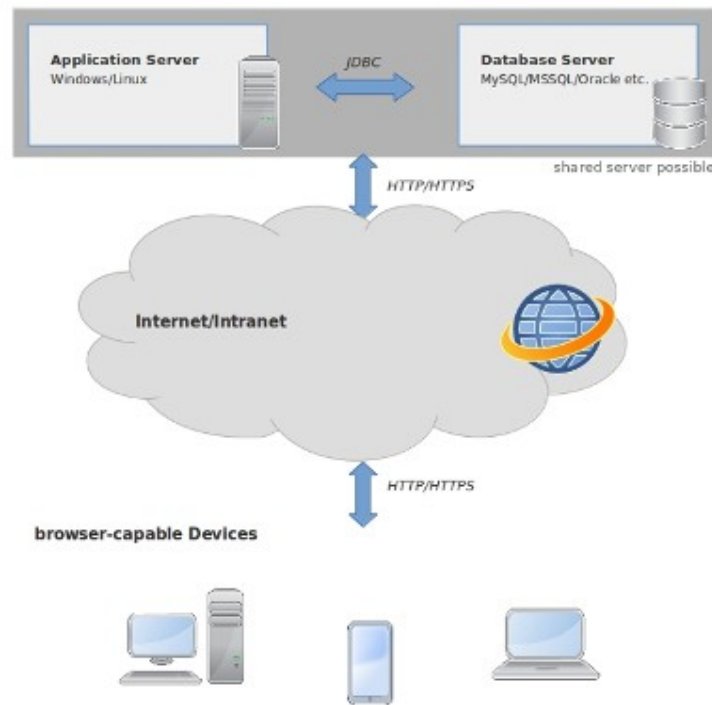 Application Server
Windows/Linux
JDBC
Database Server
MySQL/MSSQL/Oracle etc.
shared server possible
HTTP/HTTPS
Internet/Intranet
HTTP/HTTPS
browser-capable Devices